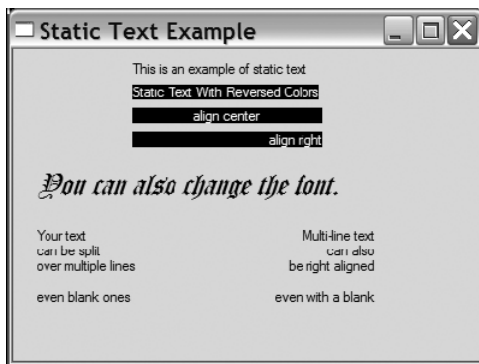 Static Text Example
This is an example of static text
Static Text With Reversed Colors
align center
align right
You can also change the font.
Your text
can be split
over multiple lines
even blank ones
Multi-line text
can also
be right aligned
even with a blank